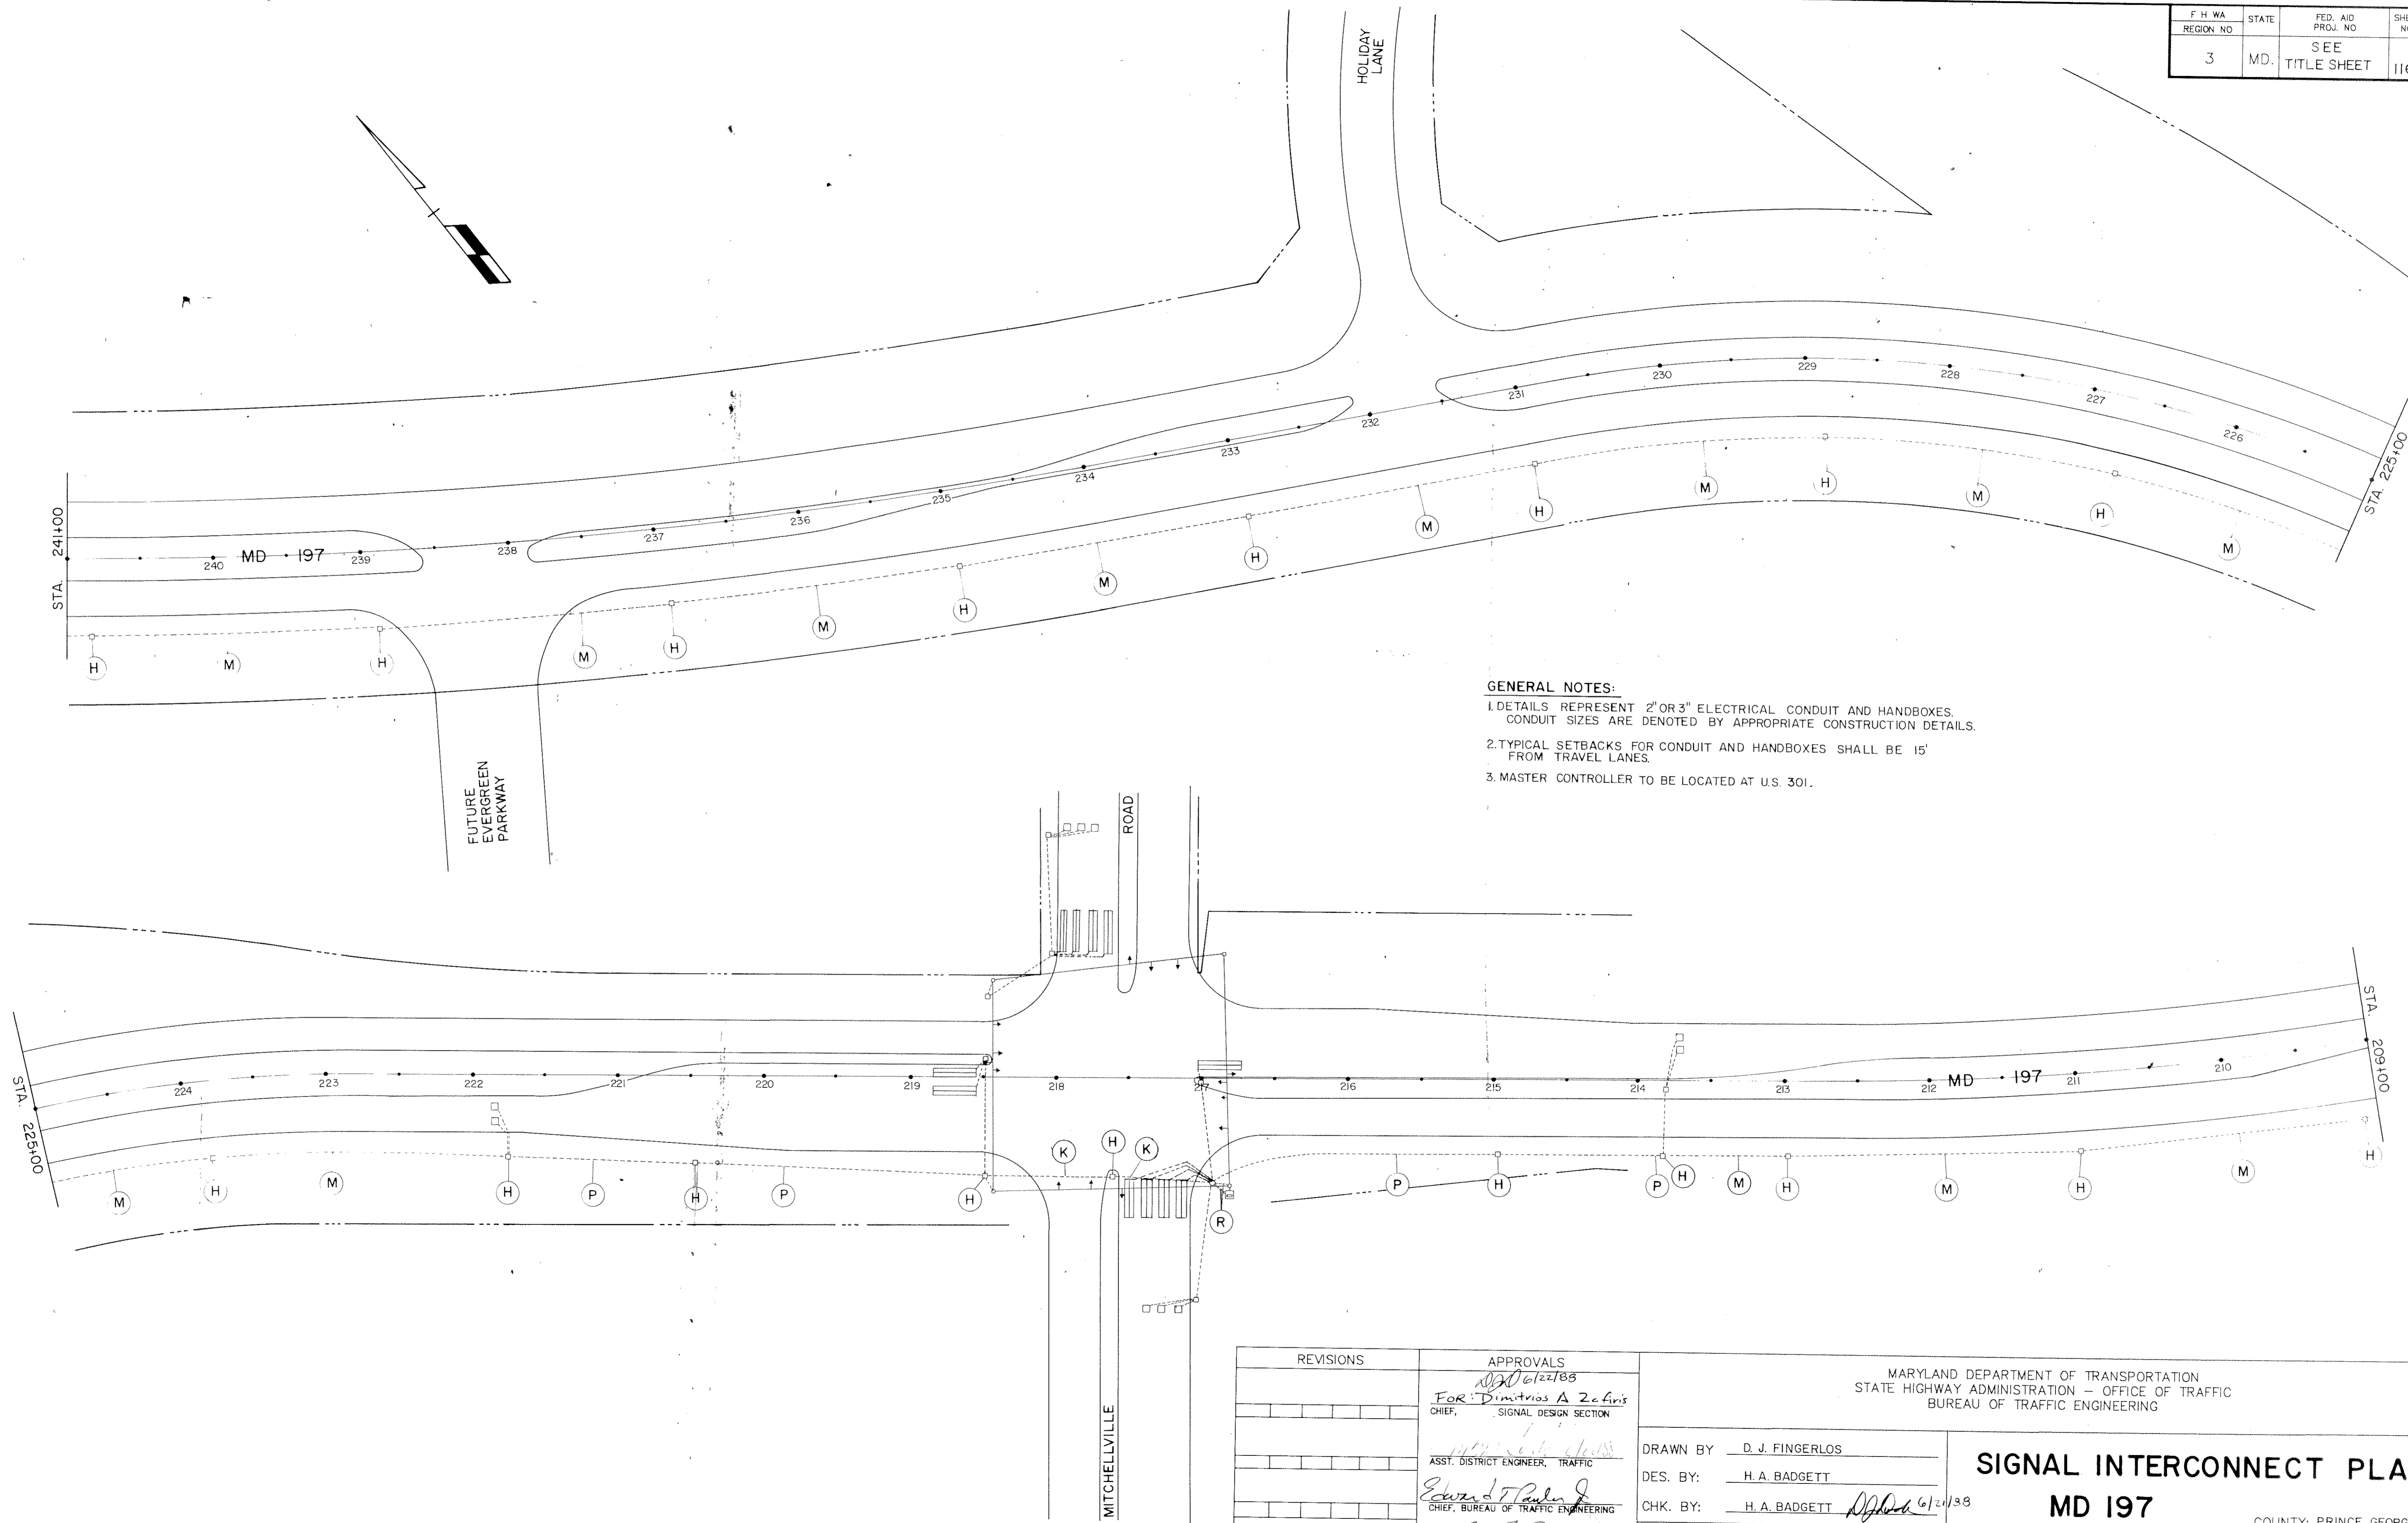 F H WA
REGION NO
STATE
FED. AID
PROJ. NO
3
MD.
SEE
TITLE SHEET
HOLIDAY
LANE
STA. 241+00
240
MD 197
239
238
237
236
235
234
233
232
231
230
229
228
227
226
STA. 225+00
H
M
H
M
H
M
H
M
H
M
H
M
H
M
H
M
FUTURE
EVERGREEN
PARKWAY
GENERAL NOTES:
1. DETAILS REPRESENT 2" OR 3" ELECTRICAL CONDUIT AND HANDBOXES.
CONDUIT SIZES ARE DENOTED BY APPROPRIATE CONSTRUCTION DETAILS.
2. TYPICAL SETBACKS FOR CONDUIT AND HANDBOXES SHALL BE 15'
FROM TRAVEL LANES.
3. MASTER CONTROLLER TO BE LOCATED AT U.S. 301.
ROAD
STA. 225+00
224
223
222
221
220
219
218
217
216
215
214
213
212
MD 197
211
210
STA. 209+00
M
H
M
H
P
H
P
H
K
H
K
R
P
H
P
H
M
H
M
H
M
H
MITCHELLVILLE
REVISIONS
APPROVALS
6/22/88
FOR: Dimitrios A Zafiris
CHIEF, SIGNAL DESIGN SECTION
ASST. DISTRICT ENGINEER, TRAFFIC
CHIEF, BUREAU OF TRAFFIC ENGINEERING
MARYLAND DEPARTMENT OF TRANSPORTATION
STATE HIGHWAY ADMINISTRATION - OFFICE OF TRAFFIC
BUREAU OF TRAFFIC ENGINEERING
DRAWN BY D. J. FINGERLOS
DES. BY: H. A. BADGETT
CHK. BY: H. A. BADGETT 6/21/88
SIGNAL INTERCONNECT PLA
MD 197
COUNTY: PRINCE GEORG